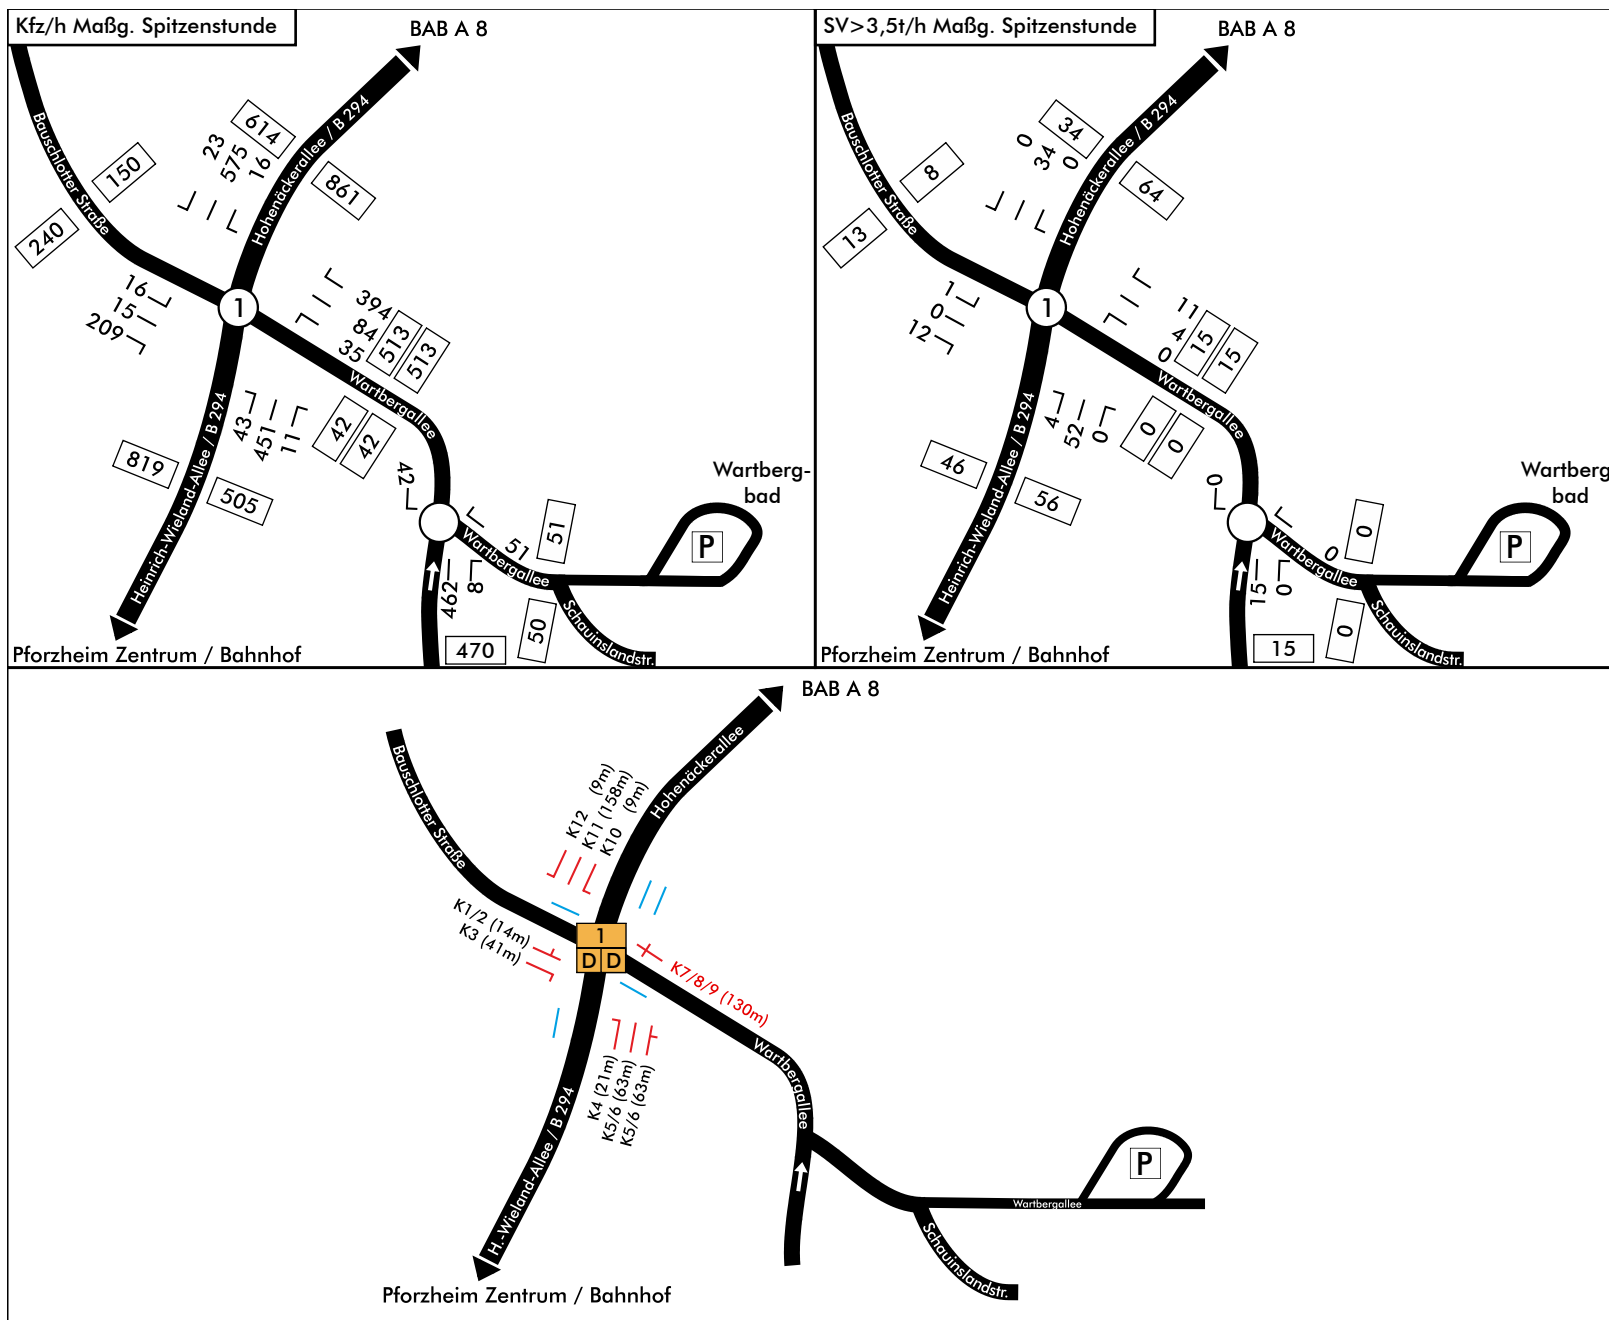 Kfz/h Maßg. Spitzenstunde
BAB A 8
Bauschlotter Straße
Hohenäckerallee / B 294
614
23
575
16
861
150
240
16
15
209
1
394
84
35
513
513
Wartbergallee
43
451
11
42
42
819
505
Heinrich-Wieland-Allee / B 294
42
51
51
Wartbergallee
462
8
470
50
Schauinslandstr.
Wartberg-
bad
P
Pforzheim Zentrum / Bahnhof
SV>3,5t/h Maßg. Spitzenstunde
BAB A 8
Bauschlotter Straße
Hohenäckerallee / B 294
34
0
34
0
64
8
13
1
0
12
1
11
4
0
15
15
Wartbergallee
4
52
0
0
0
46
56
Heinrich-Wieland-Allee / B 294
0
0
0
Wartbergallee
15
0
15
0
Schauinslandstr.
Wartberg
bad
P
Pforzheim Zentrum / Bahnhof
BAB A 8
Bauschlotter Straße
Hohenäckerallee
K12 (9m)
K11 (158m)
K10 (9m)
K1/2 (14m)
K3 (41m)
1
D D
K7/8/9 (130m)
K4 (21m)
K5/6 (63m)
K5/6 (63m)
Wartbergallee
H.-Wieland-Allee / B 294
P
Wartbergallee
Schauinslandstr.
Pforzheim Zentrum / Bahnhof